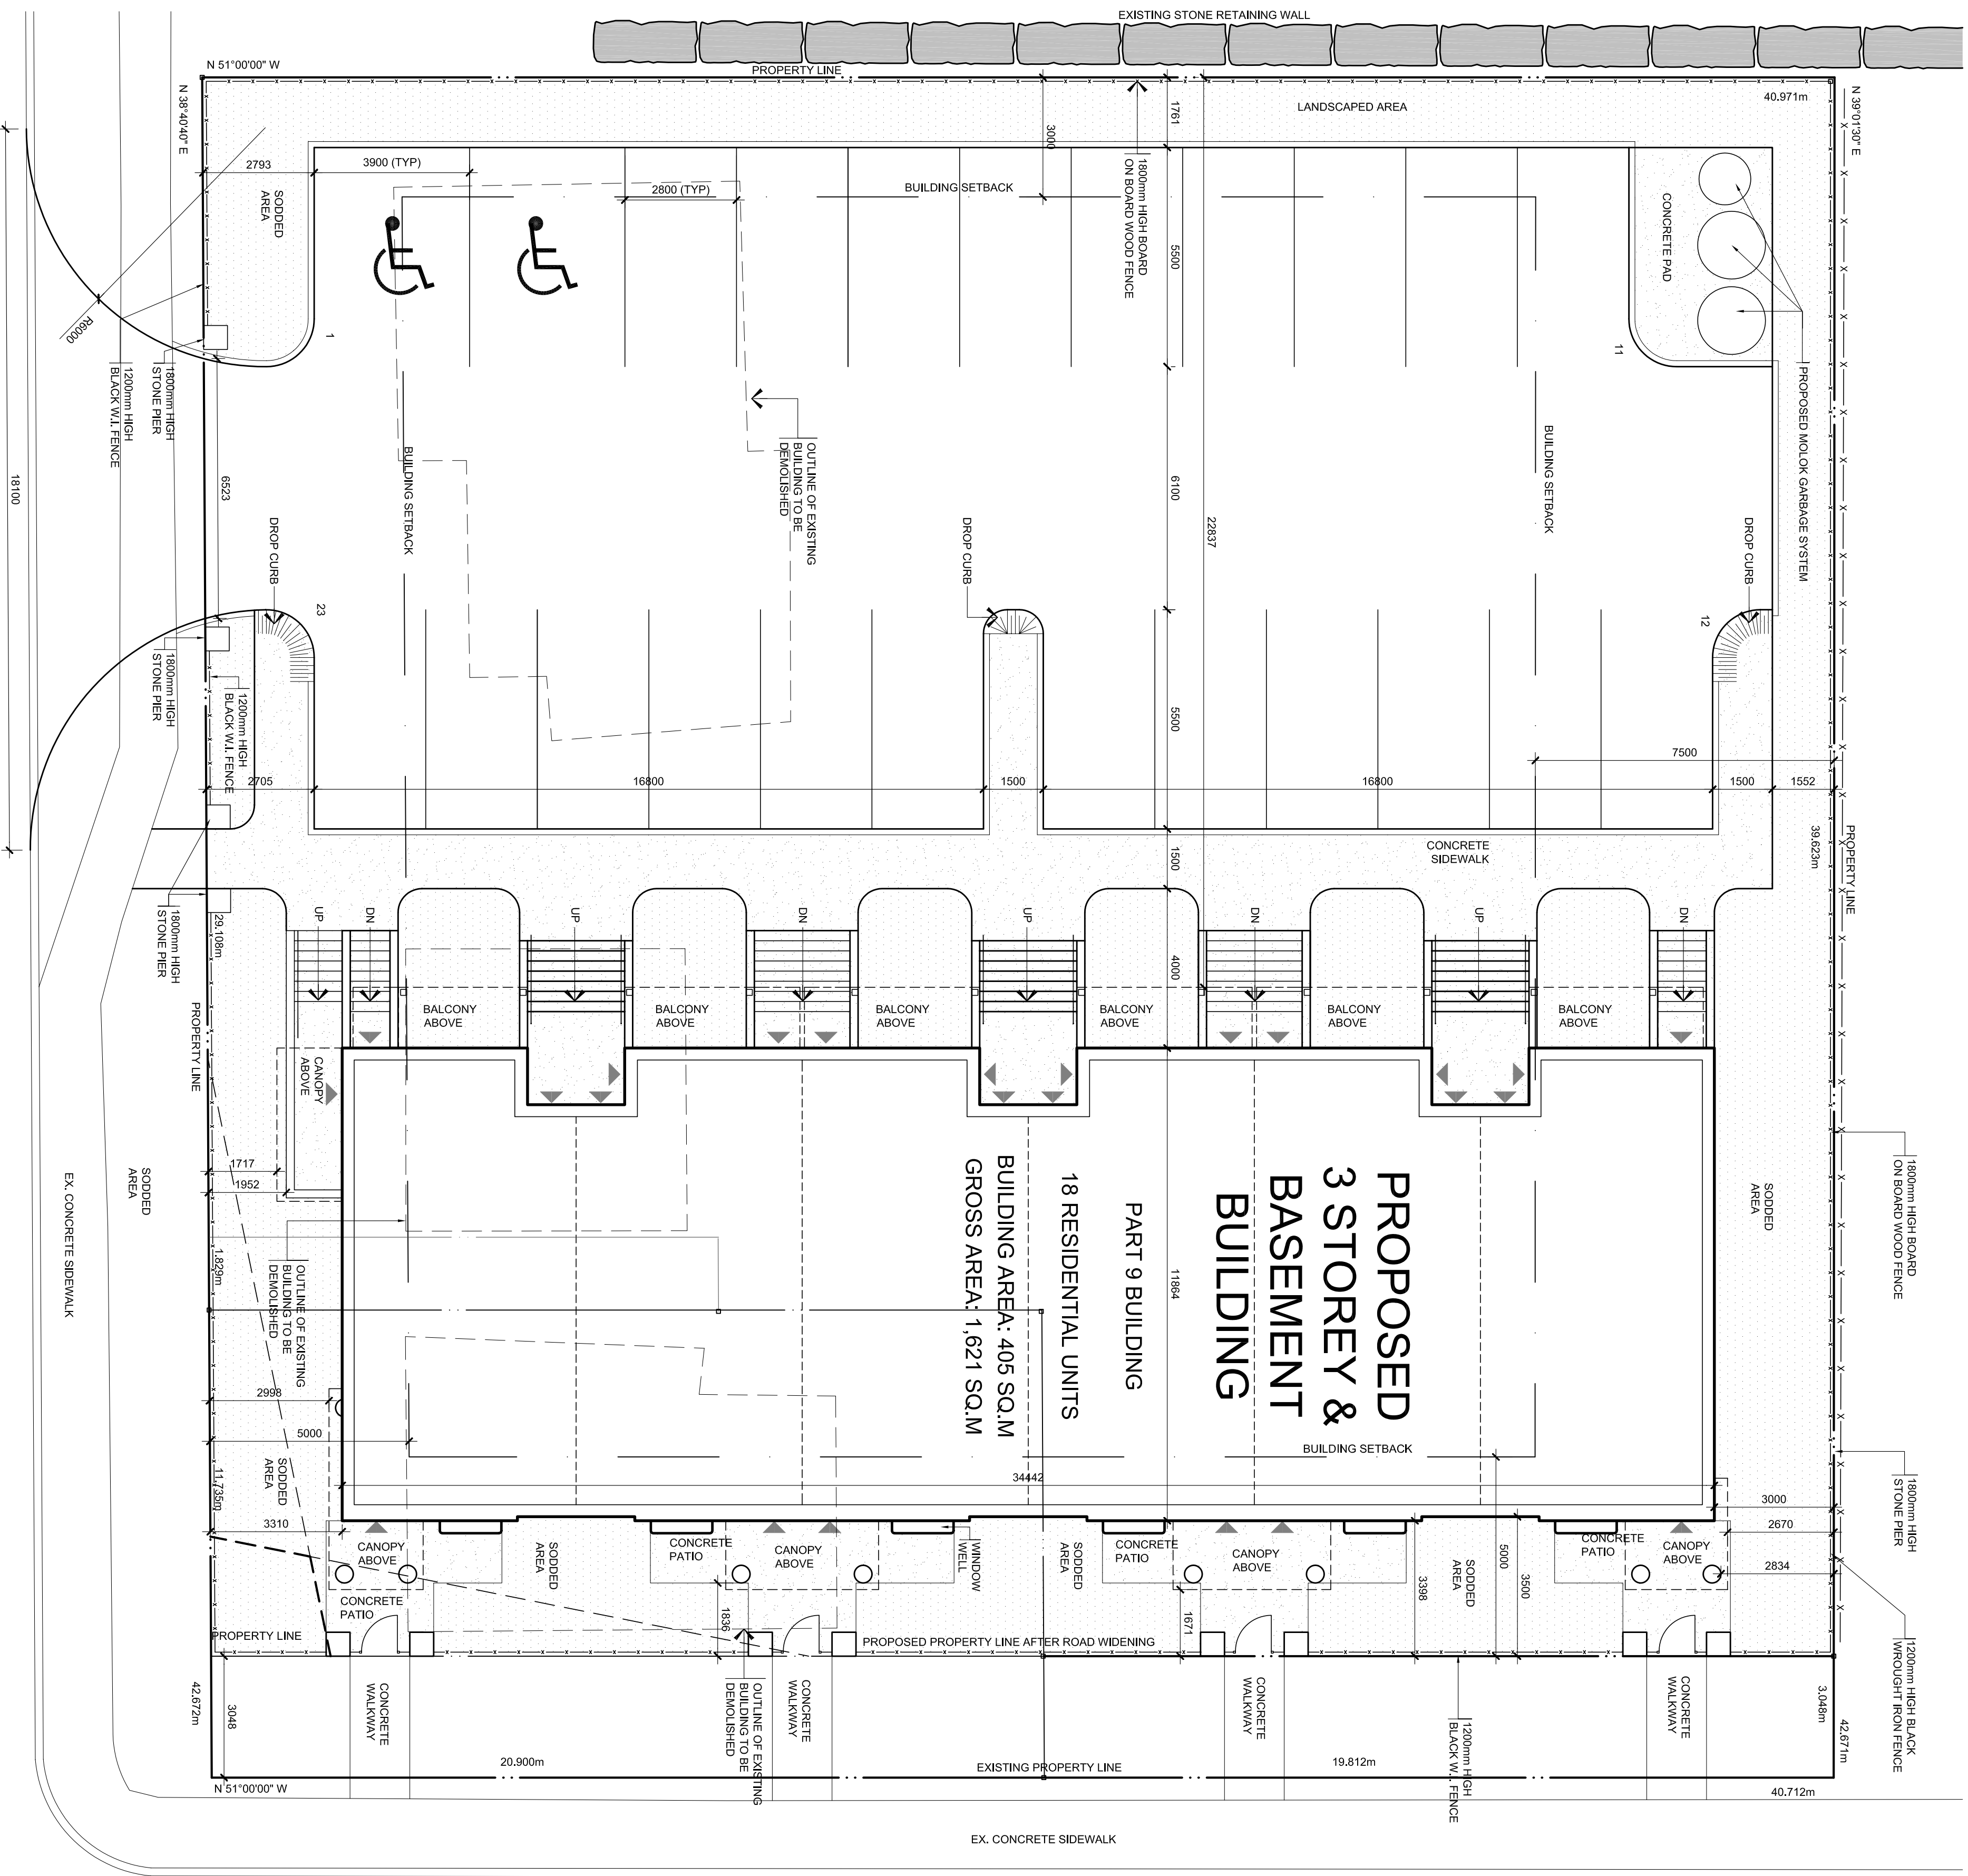 EXISTING STONE RETAINING WALL
N 51°00'00" W
PROPERTY LINE
N 38°40'40" E
N 39°01'30" E
40.971m
LANDSCAPED AREA
1761
3000
1800mm HIGH BOARD
ON BOARD WOOD FENCE
2793
3900 (TYP)
2800 (TYP)
BUILDING SETBACK
SODDED
AREA
CONCRETE PAD
5500
R6000
1
11
1800mm HIGH
STONE PIER
1200mm HIGH
BLACK W.I. FENCE
PROPOSED MOLOK GARBAGE SYSTEM
OUTLINE OF EXISTING
BUILDING TO BE
DEMOLISHED
BUILDING SETBACK
BUILDING SETBACK
18100
6523
6100
22837
DROP CURB
DROP CURB
DROP CURB
23
12
1800mm HIGH
STONE PIER
1200mm HIGH
BLACK W.I. FENCE
5500
7500
2705
16800
1500
16800
1500
1552
39.623m
PROPERTY LINE
CONCRETE
SIDEWALK
1500
1800mm HIGH
STONE PIER
29.108m
UP
DN
UP
DN
UP
DN
UP
DN
4000
BALCONY
ABOVE
BALCONY
ABOVE
BALCONY
ABOVE
BALCONY
ABOVE
BALCONY
ABOVE
BALCONY
ABOVE
PROPERTY LINE
CANOPY
ABOVE
1717
1952
EX. CONCRETE SIDEWALK
SODDED
AREA
1.829m
OUTLINE OF EXISTING
BUILDING TO BE
DEMOLISHED
PROPOSED
3 STOREY &
BASEMENT
BUILDING
PART 9 BUILDING
18 RESIDENTIAL UNITS
BUILDING AREA: 405 SQ.M
GROSS AREA: 1,621 SQ.M
11864
SODDED
AREA
1800mm HIGH BOARD
ON BOARD WOOD FENCE
2998
5000
BUILDING SETBACK
34442
SODDED
AREA
11.735m
3310
1800mm HIGH
STONE PIER
3000
2670
2834
CANOPY
ABOVE
CONCRETE
PATIO
SODDED
AREA
CONCRETE
PATIO
CANOPY
ABOVE
WINDOW
WELL
SODDED
AREA
CONCRETE
PATIO
CANOPY
ABOVE
3398
SODDED
AREA
5000
3500
CONCRETE
PATIO
CANOPY
ABOVE
1836
1671
PROPERTY LINE
PROPOSED PROPERTY LINE AFTER ROAD WIDENING
1200mm HIGH BLACK
WROUGHT IRON FENCE
42.672m
3048
CONCRETE
WALKWAY
OUTLINE OF EXISTING
BUILDING TO BE
DEMOLISHED
CONCRETE
WALKWAY
CONCRETE
WALKWAY
1200mm HIGH
BLACK W.I. FENCE
CONCRETE
WALKWAY
3.048m
42.671m
20.900m
EXISTING PROPERTY LINE
19.812m
40.712m
N 51°00'00" W
EX. CONCRETE SIDEWALK